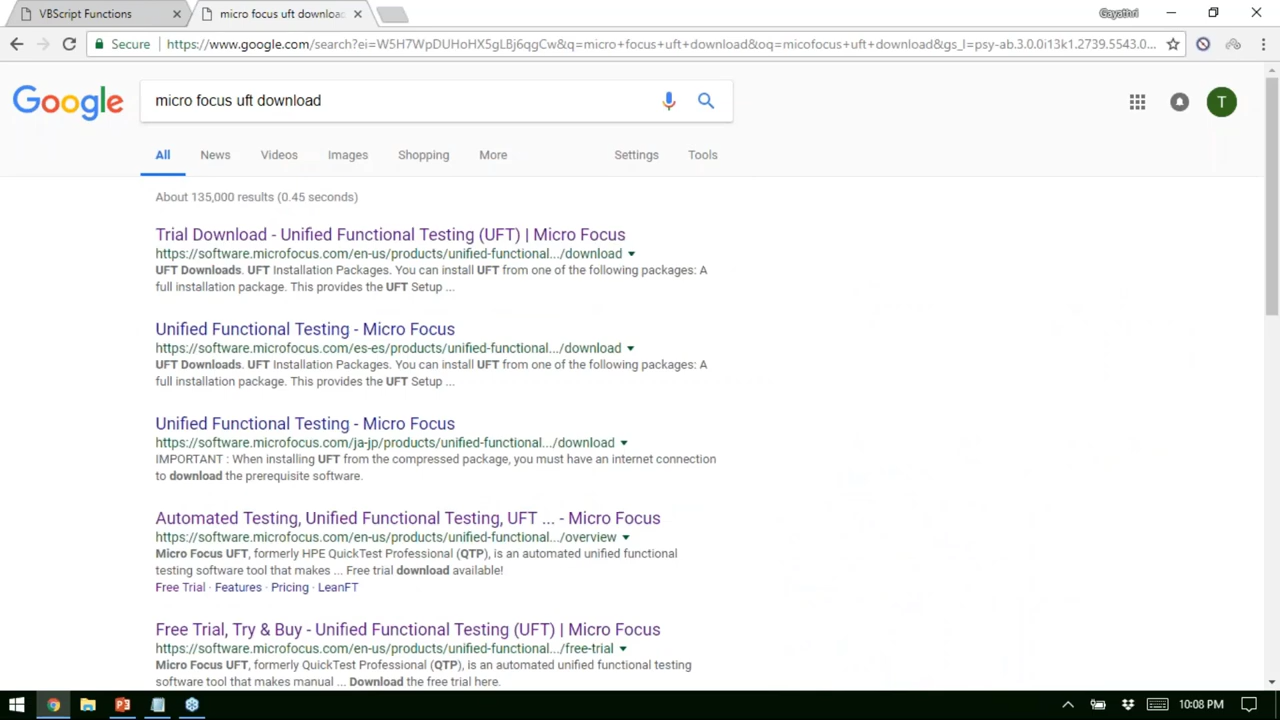 VBScript Functions
micro focus uft download
Gayathri
Secure
https://www.google.com/search?ei=W5H7WpDUHoHX5gLBj6qgCw&q=micro+focus+uft+download&oq=micofocus+uft+download&gs_l=psy-ab.3.0.0i13k1.2739.5543.0...
Google
micro focus uft download
T
All
News
Videos
Images
Shopping
More
Settings
Tools
About 135,000 results (0.45 seconds)
Trial Download - Unified Functional Testing (UFT) | Micro Focus
https://software.microfocus.com/en-us/products/unified-functional.../download
UFT Downloads. UFT Installation Packages. You can install UFT from one of the following packages: A
full installation package. This provides the UFT Setup ...
Unified Functional Testing - Micro Focus
https://software.microfocus.com/es-es/products/unified-functional.../download
UFT Downloads. UFT Installation Packages. You can install UFT from one of the following packages: A
full installation package. This provides the UFT Setup ...
Unified Functional Testing - Micro Focus
https://software.microfocus.com/ja-jp/products/unified-functional.../download
IMPORTANT : When installing UFT from the compressed package, you must have an internet connection
to download the prerequisite software.
Automated Testing, Unified Functional Testing, UFT ... - Micro Focus
https://software.microfocus.com/en-us/products/unified-functional.../overview
Micro Focus UFT, formerly HPE QuickTest Professional (QTP), is an automated unified functional
testing software tool that makes ... Free trial download available!
Free Trial · Features · Pricing · LeanFT
Free Trial, Try & Buy - Unified Functional Testing (UFT) | Micro Focus
https://software.microfocus.com/en-us/products/unified-functional.../free-trial
Micro Focus UFT, formerly QuickTest Professional (QTP), is an automated unified functional testing
software tool that makes manual ... Download the free trial here.
10:08 PM